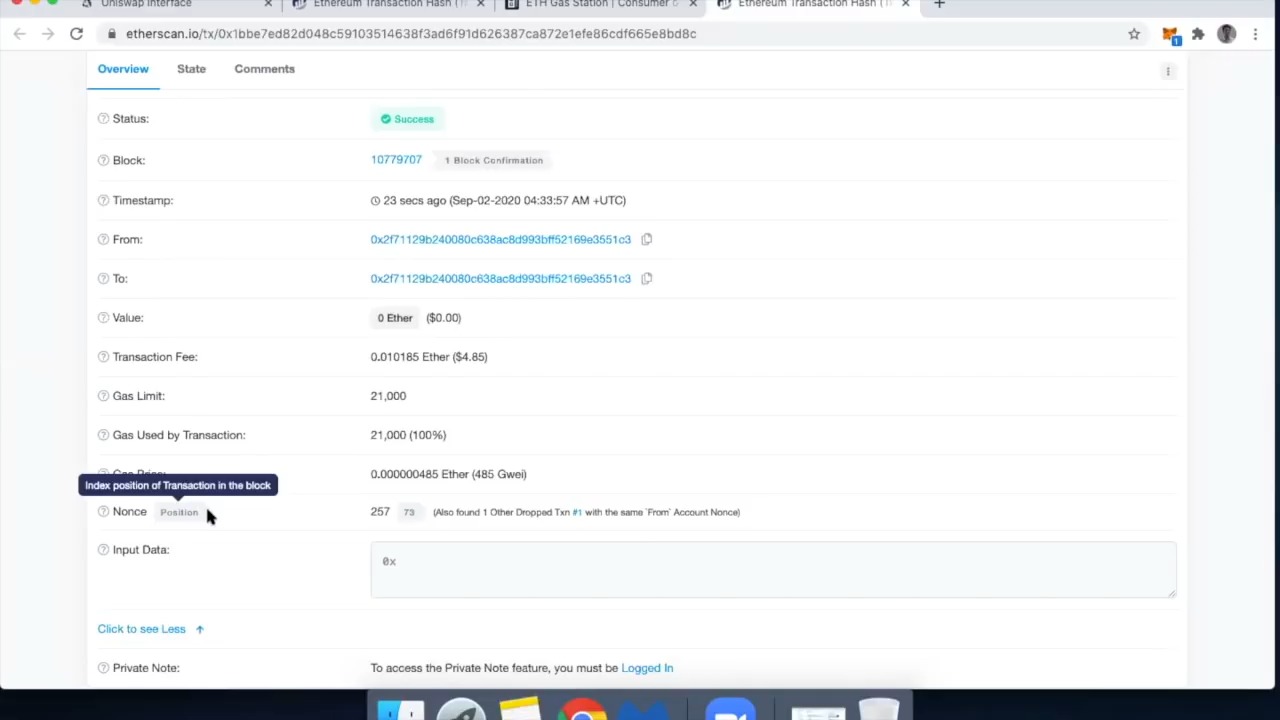 Uniswap Interface
Ethereum Transaction Hash (T
ETH Gas Station | Consumer o
Ethereum Transaction Hash (T
etherscan.io/tx/0x1bbe7ed82d048c59103514638f3ad6f91d626387ca872e1efe86cdf665e8bd8c
1
Overview State Comments
Status: Success
Block: 10779707 1 Block Confirmation
Timestamp: 23 secs ago (Sep-02-2020 04:33:57 AM +UTC)
From: 0x2f71129b240080c638ac8d993bff52169e3551c3
To: 0x2f71129b240080c638ac8d993bff52169e3551c3
Value: 0 Ether ($0.00)
Transaction Fee: 0.010185 Ether ($4.85)
Gas Limit: 21,000
Gas Used by Transaction: 21,000 (100%)
Gas Price: 0.000000485 Ether (485 Gwei)
Index position of Transaction in the block
Nonce Position 257 73 (Also found 1 Other Dropped Txn #1 with the same 'From' Account Nonce)
Input Data: 0x
Click to see Less
Private Note: To access the Private Note feature, you must be Logged In